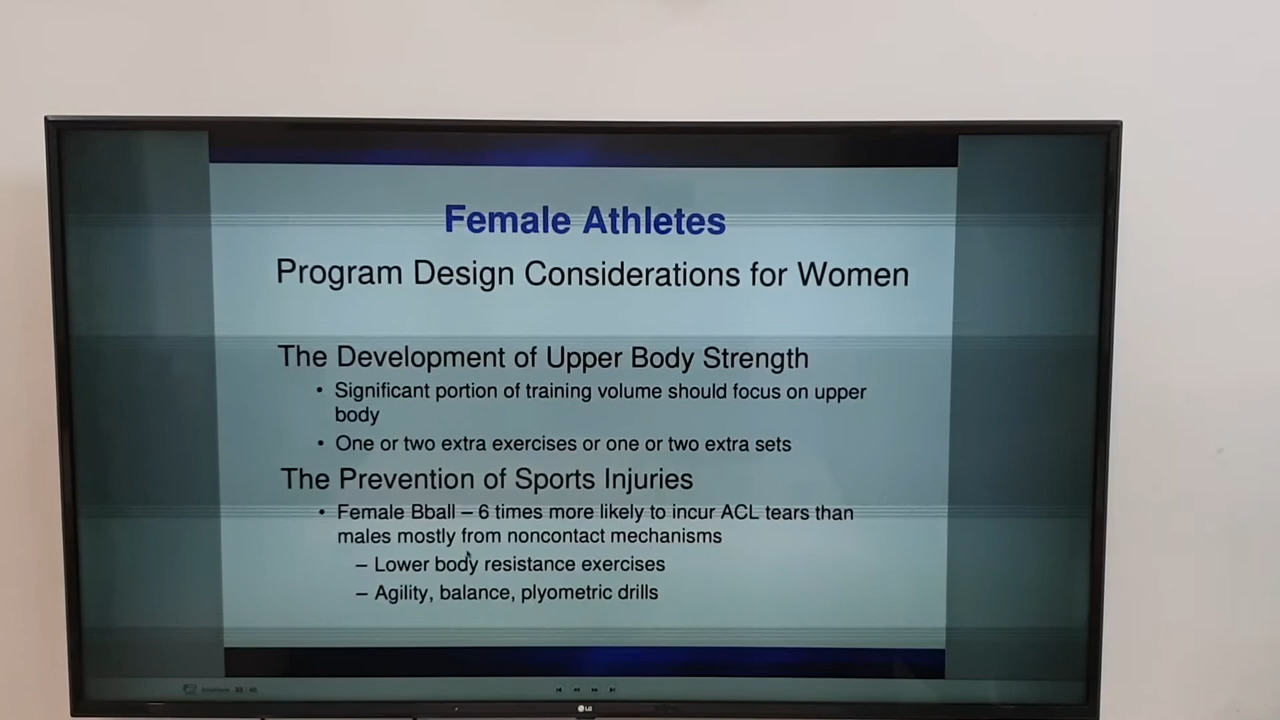 Female Athletes
Program Design Considerations for Women
The Development of Upper Body Strength
• Significant portion of training volume should focus on upper
body
• One or two extra exercises or one or two extra sets
The Prevention of Sports Injuries
• Female Bball – 6 times more likely to incur ACL tears than
males mostly from noncontact mechanisms
– Lower body resistance exercises
– Agility, balance, plyometric drills
LG